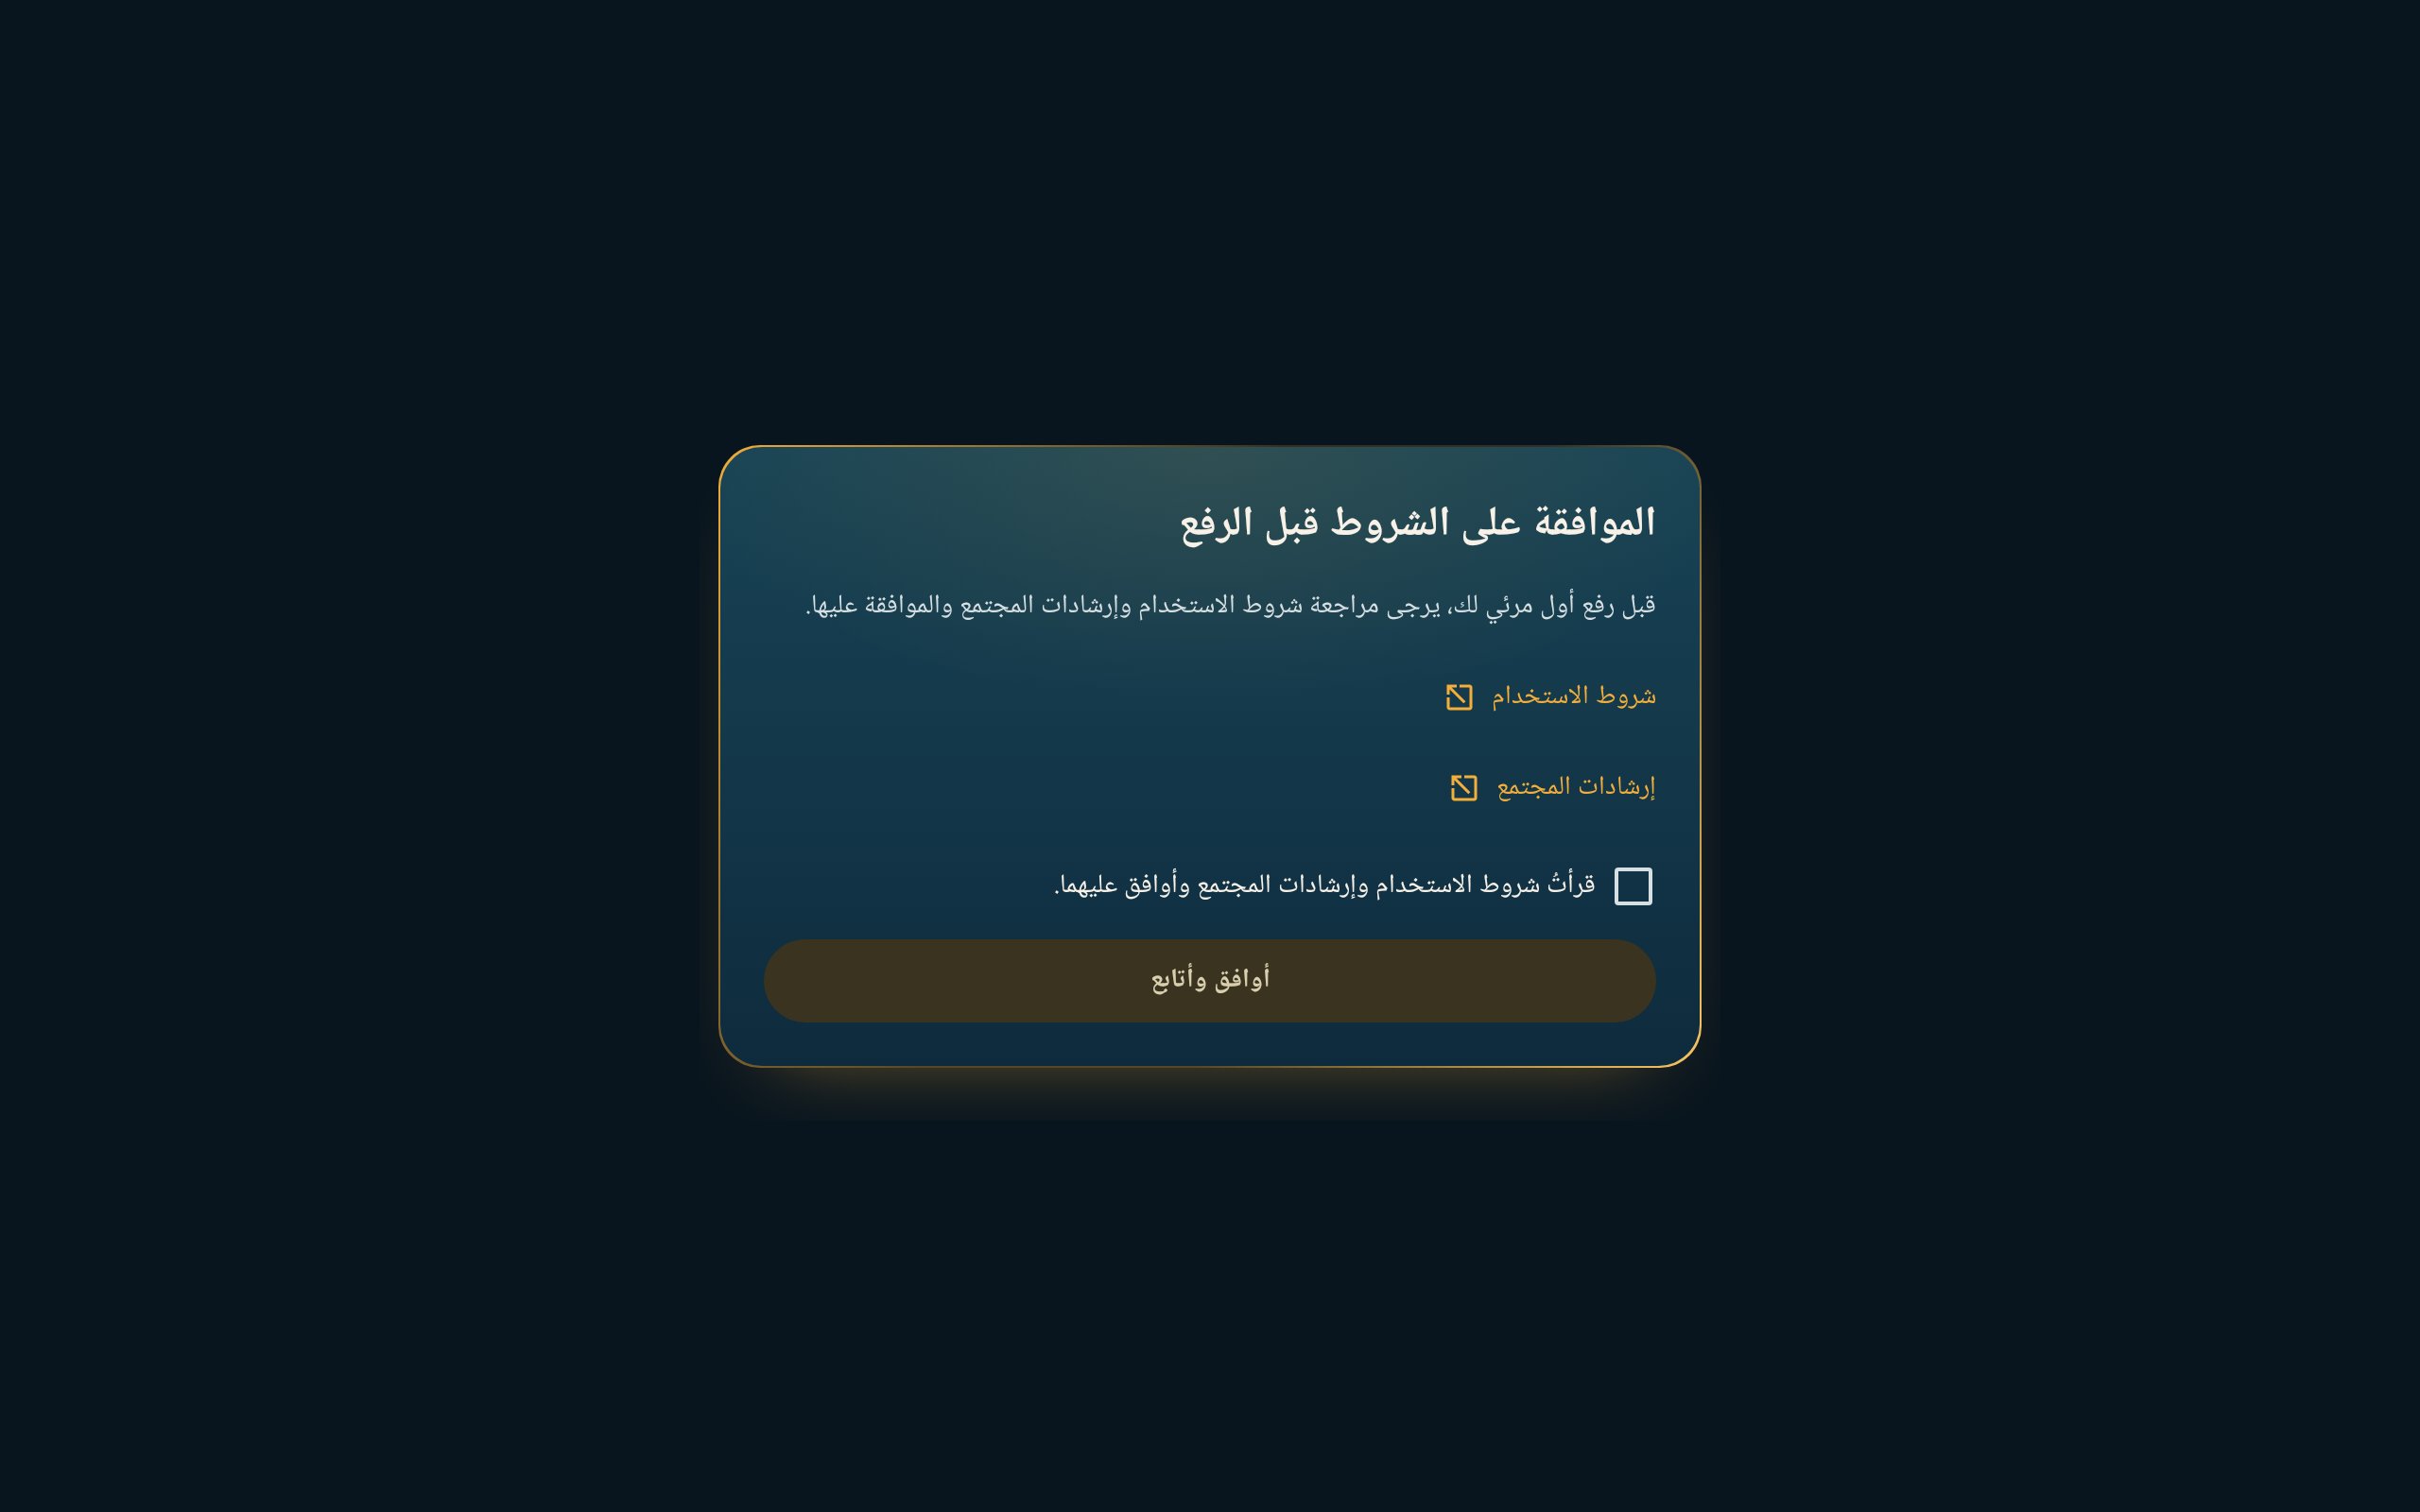 الموافقة على الشروط قبل الرفع
قبل رفع أول مرئي لك، يرجى مراجعة شروط الاستخدام وإرشادات المجتمع والموافقة عليها.
شروط الاستخدام
إرشادات المجتمع
قرأتُ شروط الاستخدام وإرشادات المجتمع وأوافق عليهما.
أوافق وأتابع